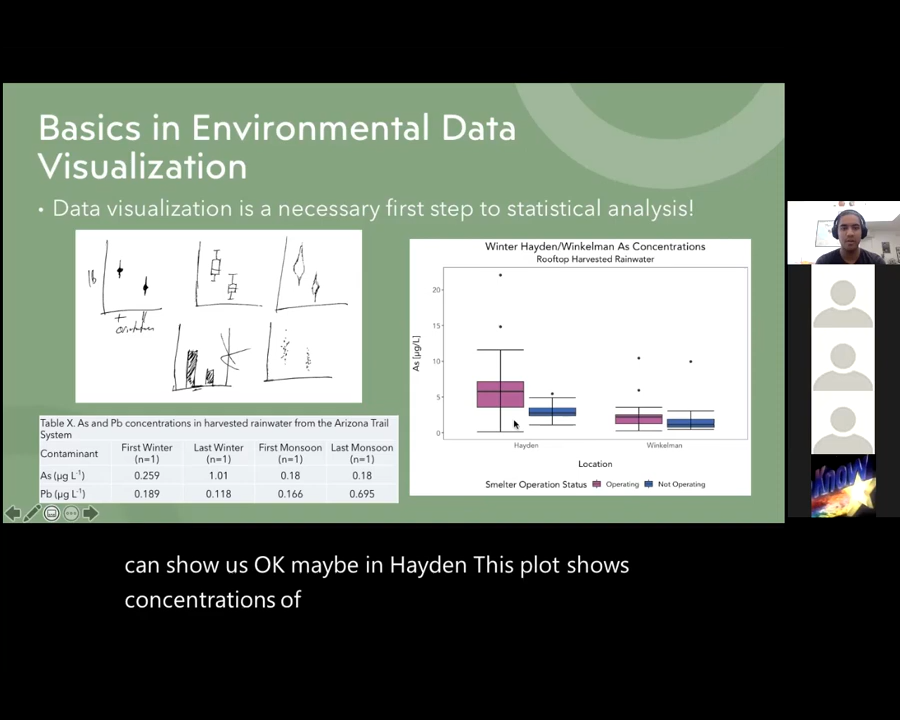 Basics in Environmental Data
Visualization
• Data visualization is a necessary first step to statistical analysis!
Pb
Winter Hayden/Winkelman As Concentrations
Rooftop Harvested Rainwater
As [µg/L]
20
15
10
5
0
Hayden
Winkelman
Location
Smelter Operation Status Operating Not Operating
Table X. As and Pb concentrations in harvested rainwater from the Arizona Trail
System
Contaminant First Winter (n=1) Last Winter (n=1) First Monsoon (n=1) Last Monsoon (n=1)
As (µg L-1) 0.259 1.01 0.18 0.18
Pb (µg L-1) 0.189 0.118 0.166 0.695
Know
can show us OK maybe in Hayden This plot shows
concentrations of